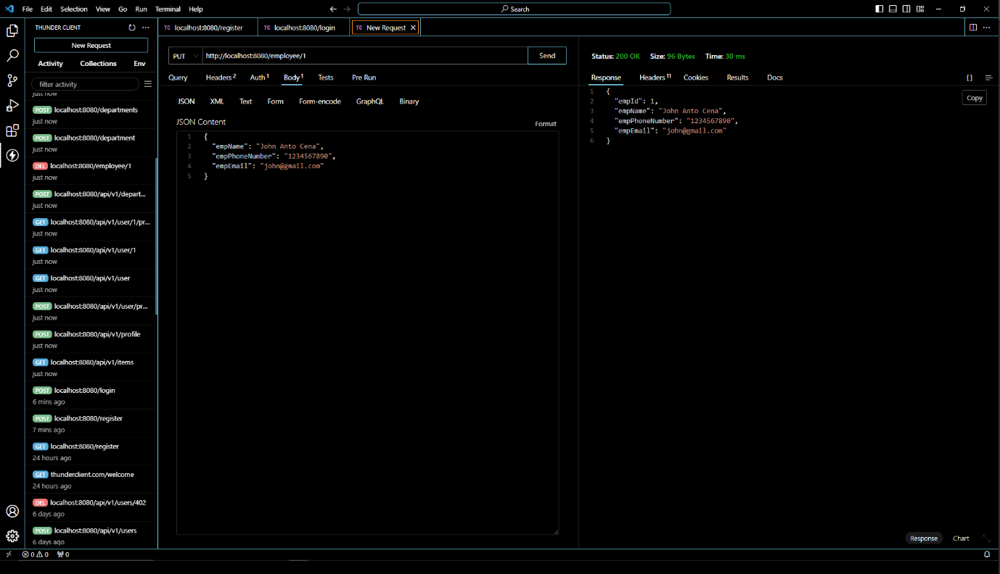 File Edit Selection View Go Run Terminal Help
Search
THUNDER CLIENT
New Request
Activity Collections Env
filter activity
just now
POST localhost:8080/departments
just now
POST localhost:8080/department
just now
DEL localhost:8080/employee/1
just now
POST localhost:8080/api/v1/depart...
just now
GET localhost:8080/api/v1/user/1/pr...
just now
GET localhost:8080/api/v1/user/1
just now
GET localhost:8080/api/v1/user
just now
POST localhost:8080/api/v1/user/pr...
just now
POST localhost:8080/api/v1/profile
just now
GET localhost:8080/api/v1/items
just now
POST localhost:8080/login
6 mins ago
POST localhost:8080/register
7 mins ago
GET localhost:8080/register
24 hours ago
GET thunderclient.com/welcome
24 hours ago
DEL localhost:8080/api/v1/users/402
6 days ago
POST localhost:8080/api/v1/users
6 days ago
TC localhost:8080/register TC localhost:8080/login TC New Request
PUT http://localhost:8080/employee/1 Send
Query Headers 2 Auth 1 Body 1 Tests Pre Run
JSON XML Text Form Form-encode GraphQL Binary
JSON Content
Format
1 {
2 "empName": "John Anto Cena",
3 "empPhoneNumber": "1234567890",
4 "empEmail": "john@gmail.com"
5 }
Status: 200 OK Size: 96 Bytes Time: 30 ms
Response Headers 11 Cookies Results Docs { }
Copy
1 {
2 "empId": 1,
3 "empName": "John Anto Cena",
4 "empPhoneNumber": "1234567890",
5 "empEmail": "john@gmail.com"
6 }
Response Chart
0 0 0